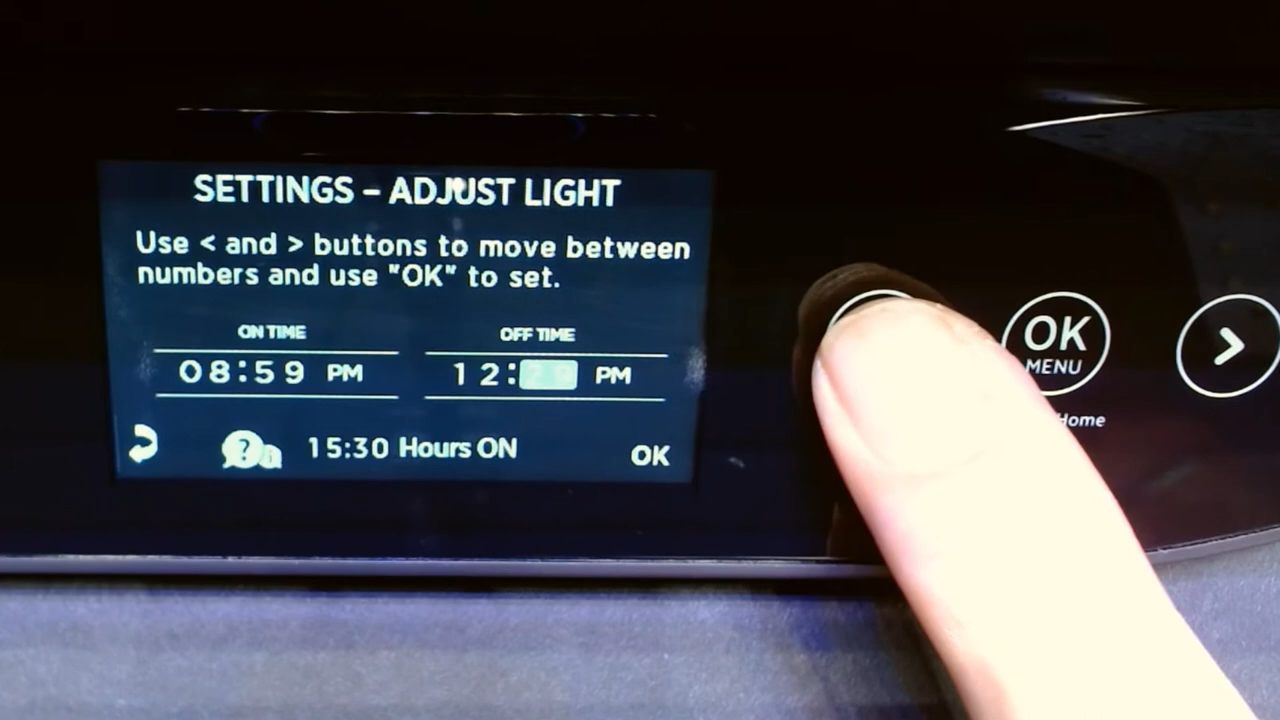 SETTINGS – ADJUST LIGHT
Use < and > buttons to move between
numbers and use "OK" to set.
ON TIME
OFF TIME
08:59 PM
12:29 PM
? i 15:30 Hours ON OK
OK
MENU
>
Home